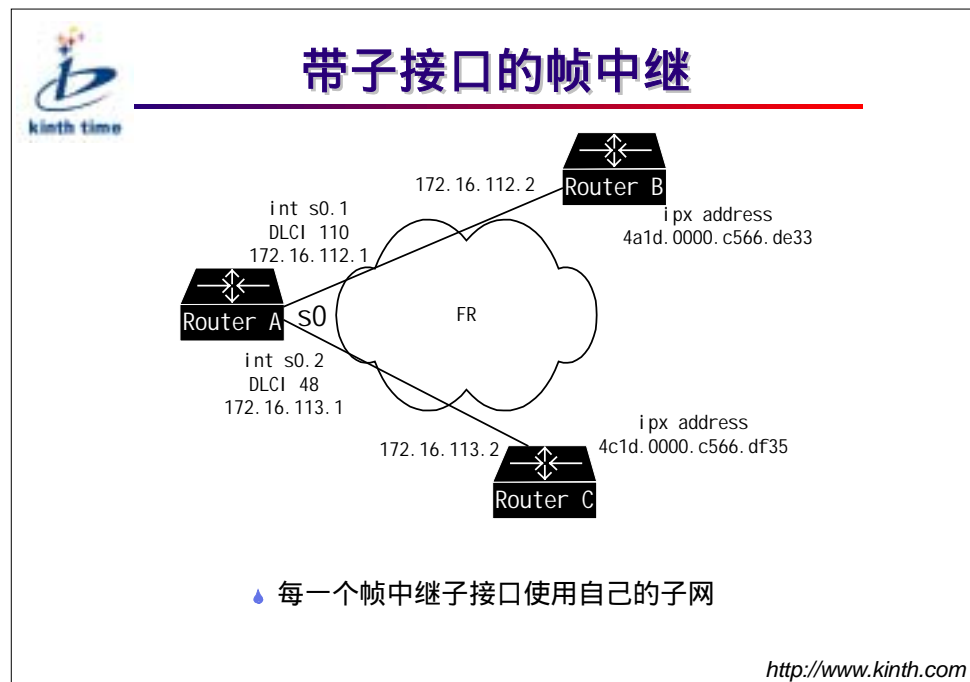 带子接口的帧中继
kinth time
172.16.112.2
Router B
int s0.1
DLCI 110
172.16.112.1
ipx address
4a1d.0000.c566.de33
Router A
s0
FR
int s0.2
DLCI 48
172.16.113.1
ipx address
4c1d.0000.c566.df35
172.16.113.2
Router C
每一个帧中继子接口使用自己的子网
http://www.kinth.com